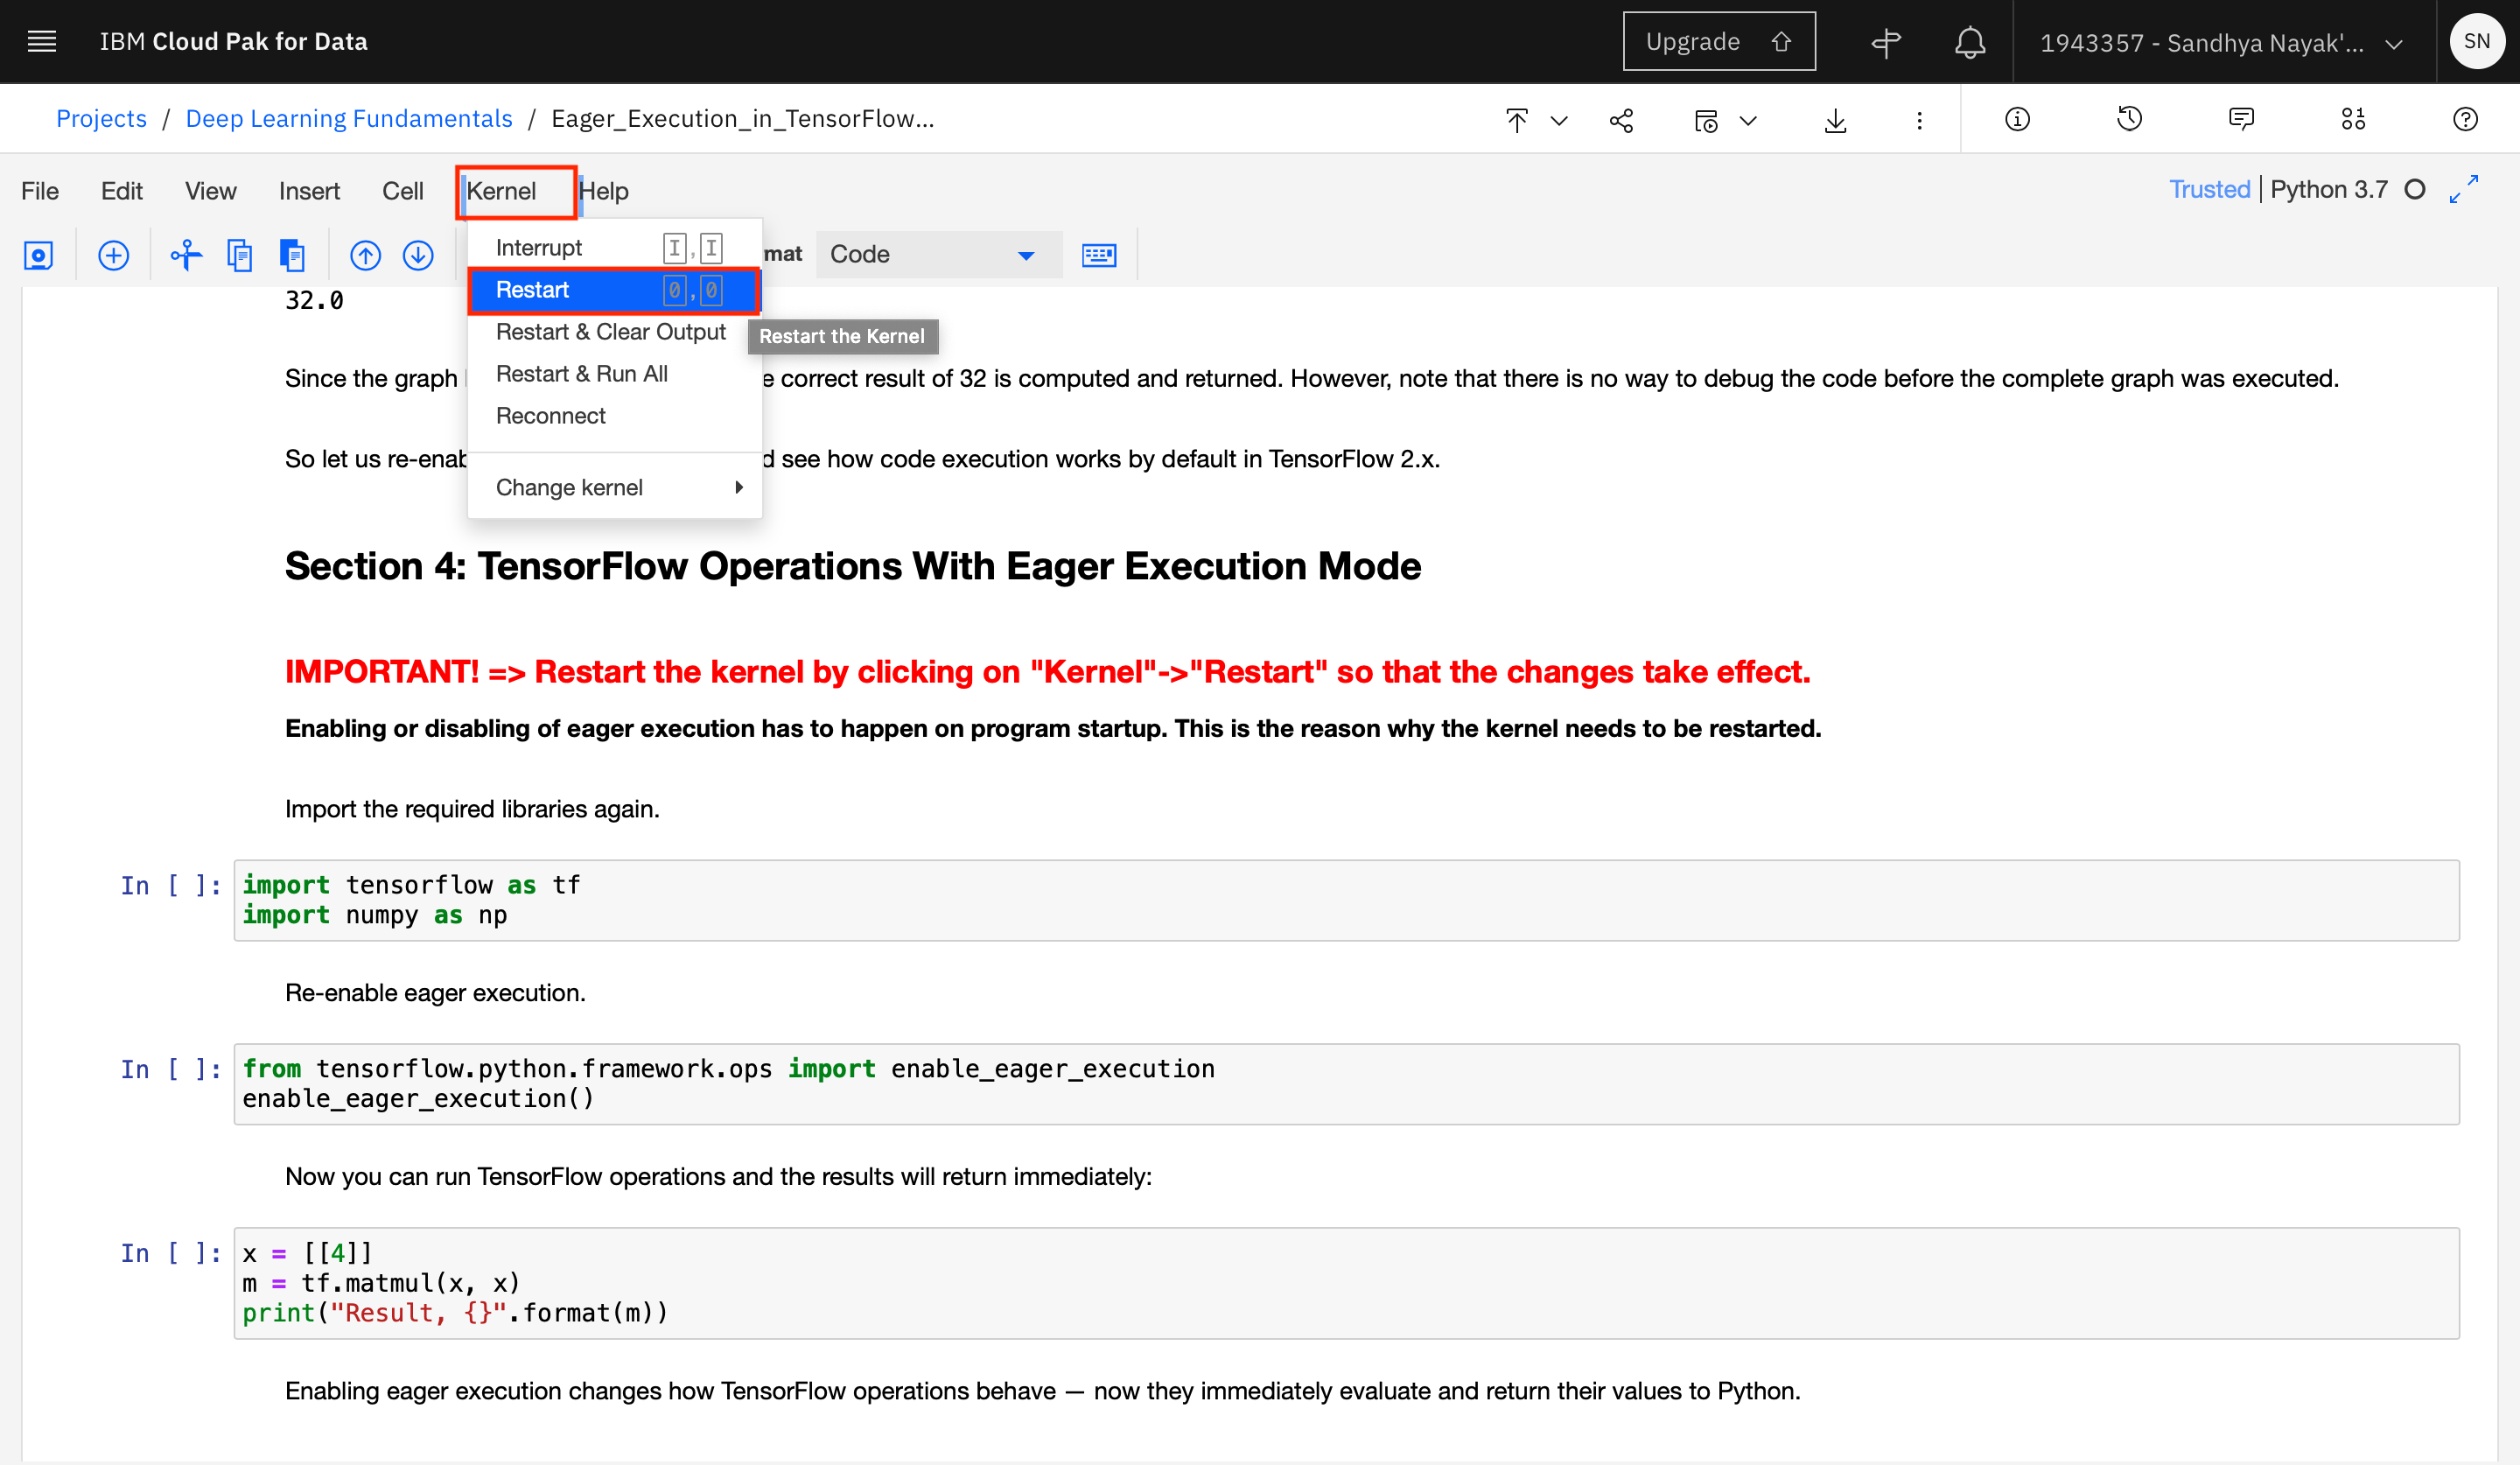 IBM Cloud Pak for Data
Upgrade
1943357 - Sandhya Nayak'...
SN
Projects / Deep Learning Fundamentals / Eager_Execution_in_TensorFlow...
File Edit View Insert Cell Kernel Help
Trusted | Python 3.7
Interrupt I, I
mat Code
Restart 0, 0
32.0
Restart & Clear Output
Restart the Kernel
Restart & Run All
Since the graph e correct result of 32 is computed and returned. However, note that there is no way to debug the code before the complete graph was executed.
Reconnect
So let us re-enab d see how code execution works by default in TensorFlow 2.x.
Change kernel
Section 4: TensorFlow Operations With Eager Execution Mode
IMPORTANT! => Restart the kernel by clicking on "Kernel"->"Restart" so that the changes take effect.
Enabling or disabling of eager execution has to happen on program startup. This is the reason why the kernel needs to be restarted.
Import the required libraries again.
In [ ]: import tensorflow as tf
import numpy as np
Re-enable eager execution.
In [ ]: from tensorflow.python.framework.ops import enable_eager_execution
enable_eager_execution()
Now you can run TensorFlow operations and the results will return immediately:
In [ ]: x = [[4]]
m = tf.matmul(x, x)
print("Result, {}".format(m))
Enabling eager execution changes how TensorFlow operations behave — now they immediately evaluate and return their values to Python.